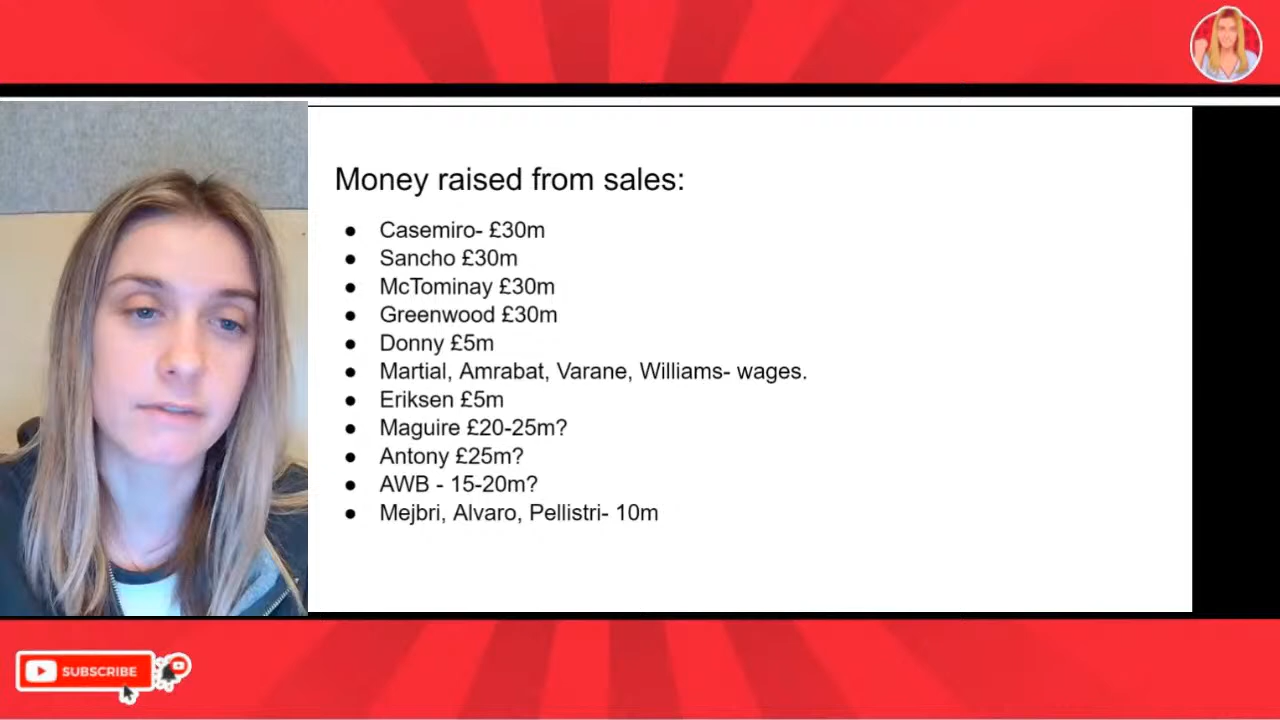 Money raised from sales:
● Casemiro- £30m
● Sancho £30m
● McTominay £30m
● Greenwood £30m
● Donny £5m
● Martial, Amrabat, Varane, Williams- wages.
● Eriksen £5m
● Maguire £20-25m?
● Antony £25m?
● AWB - 15-20m?
● Mejbri, Alvaro, Pellistri- 10m
SUBSCRIBE